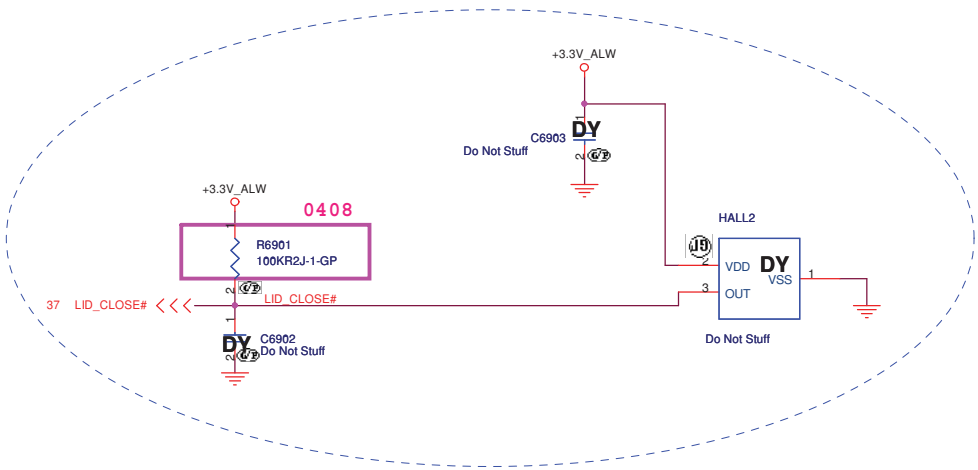 +3.3V_ALW
1
DY
C6903
Do Not Stuff
2
G/P
+3.3V_ALW
0408
1
R6901
100KR2J-1-GP
2
G/P
HALL2
2
VDD
DY
VSS
1
3
OUT
37
LID_CLOSE#
LID_CLOSE#
1
C6902
DY
Do Not Stuff
2
G/P
Do Not Stuff